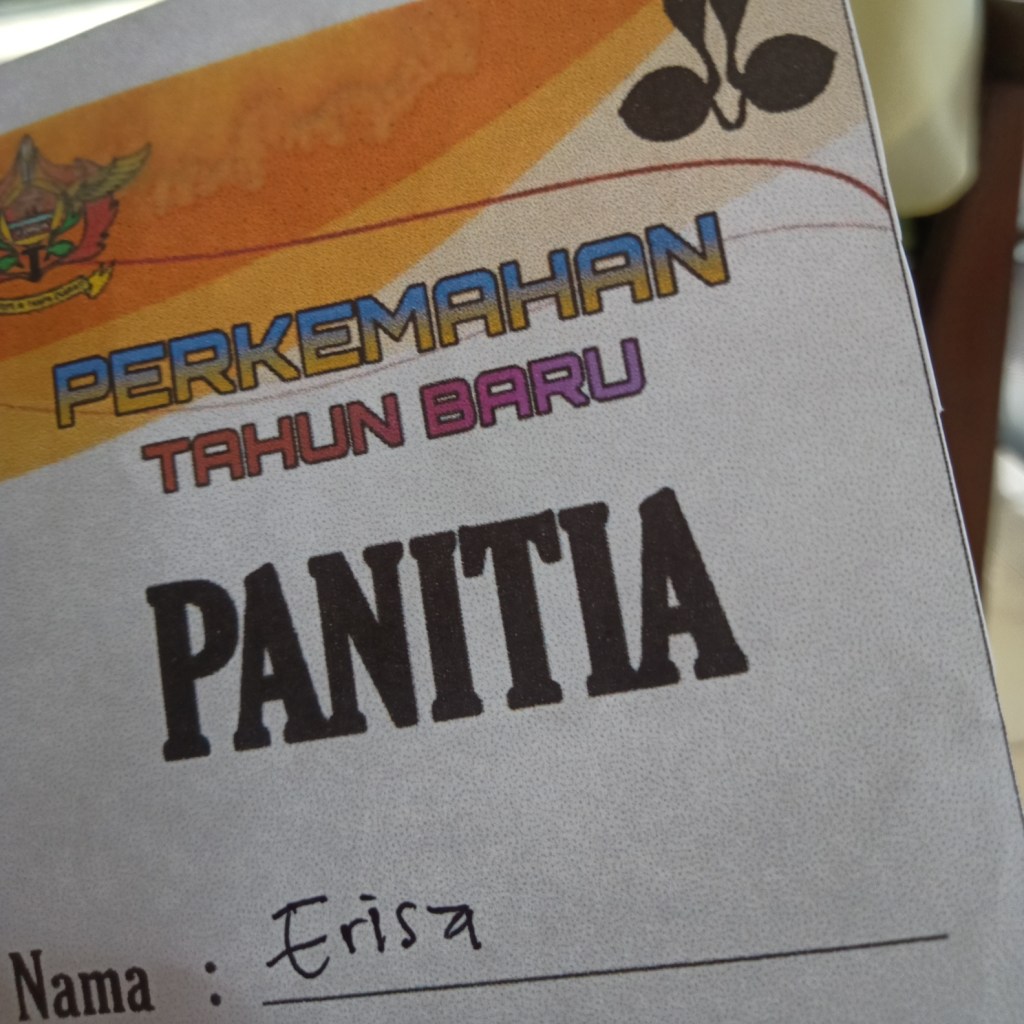 PERKEMAHAN
TAHUN BARU
PANITIA
Nama : Erisa